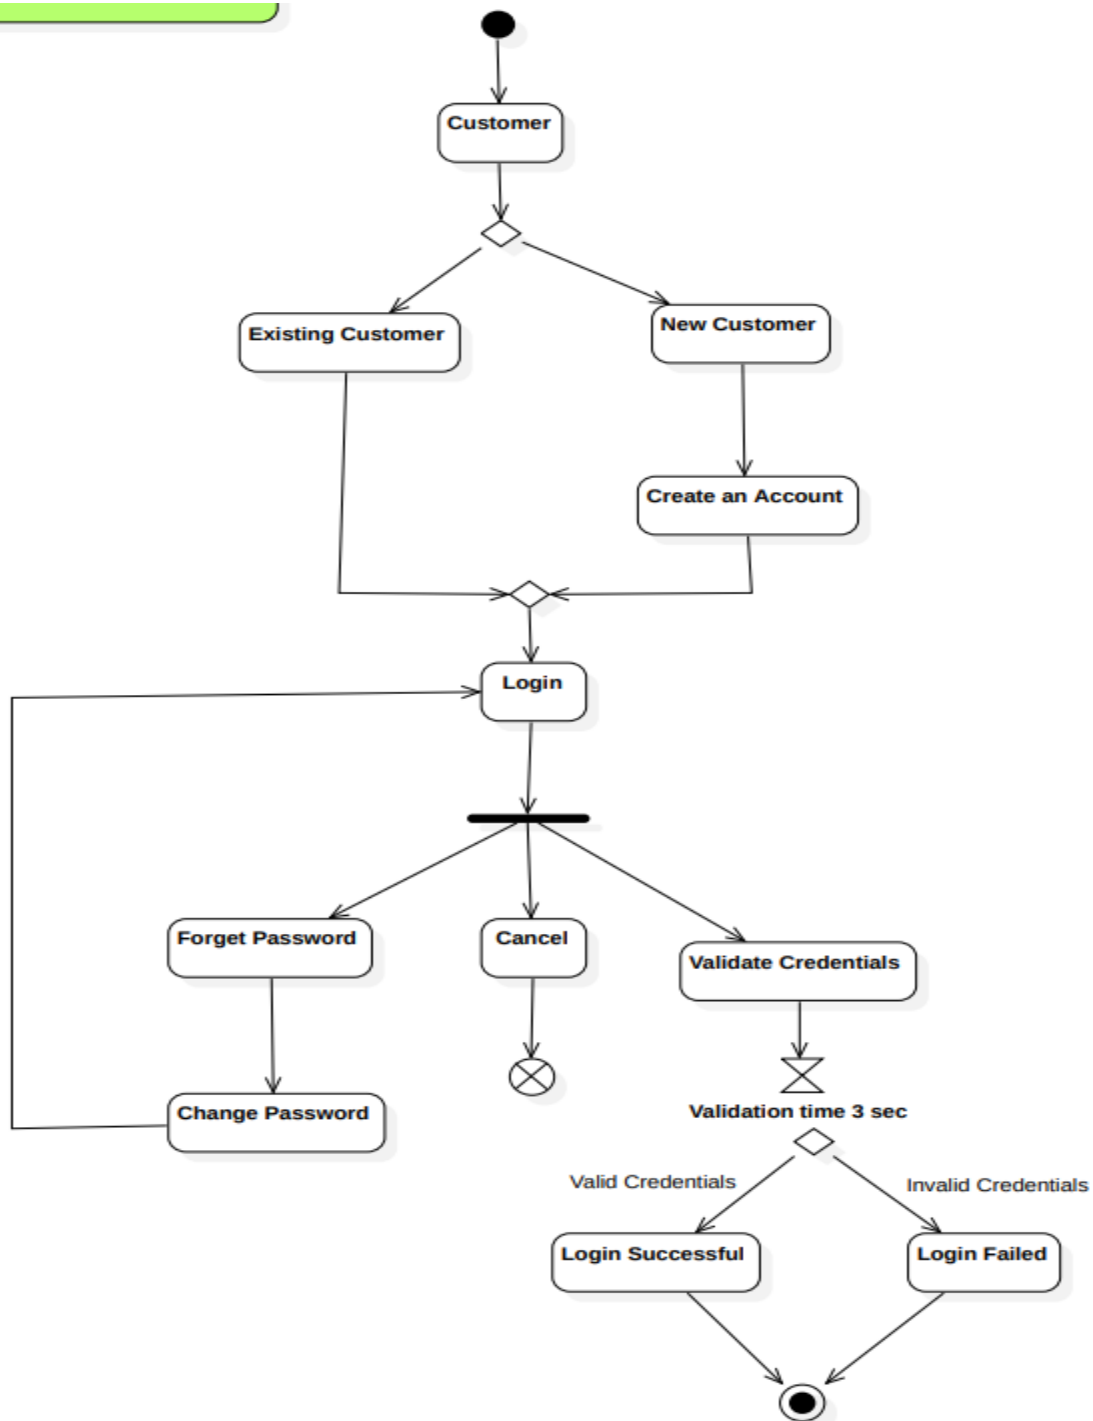 Customer
Existing Customer
New Customer
Create an Account
Login
Forget Password
Cancel
Validate Credentials
Change Password
Validation time 3 sec
Valid Credentials
Invalid Credentials
Login Successful
Login Failed